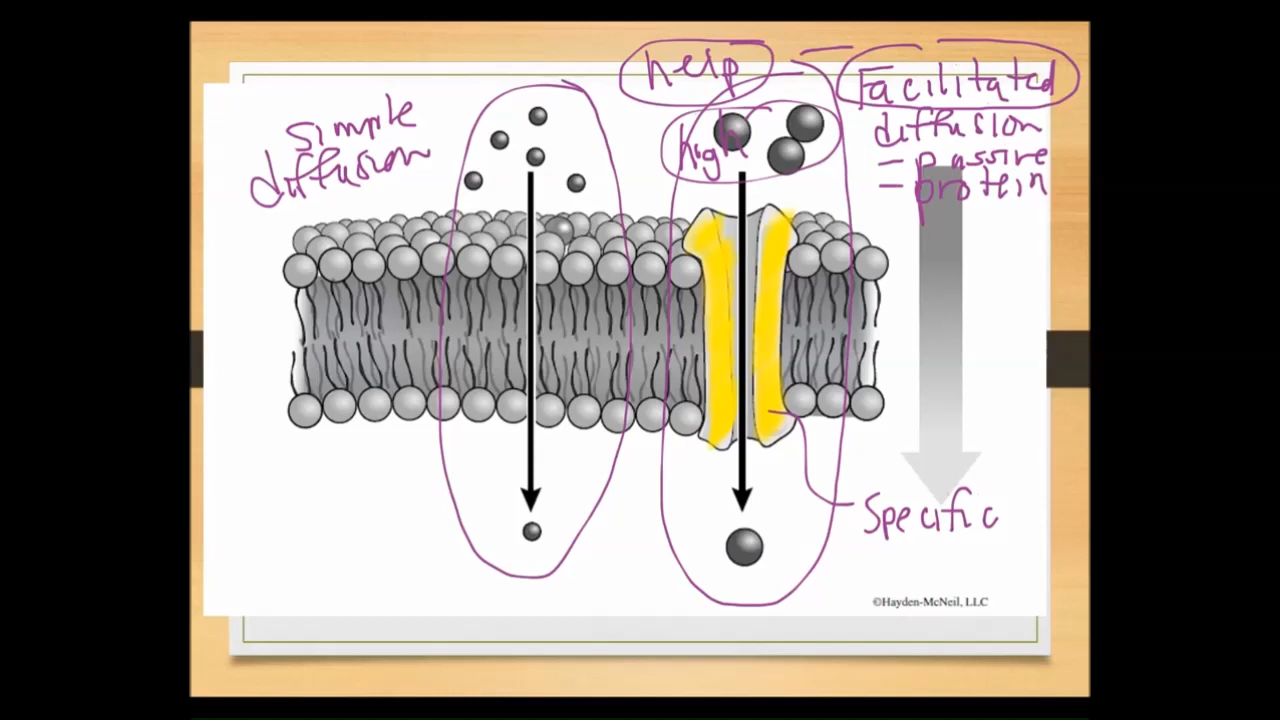 simple
diffusion
help
high
Facilitated
diffusion
- passive
- protein
Specific
©Hayden-McNeil, LLC